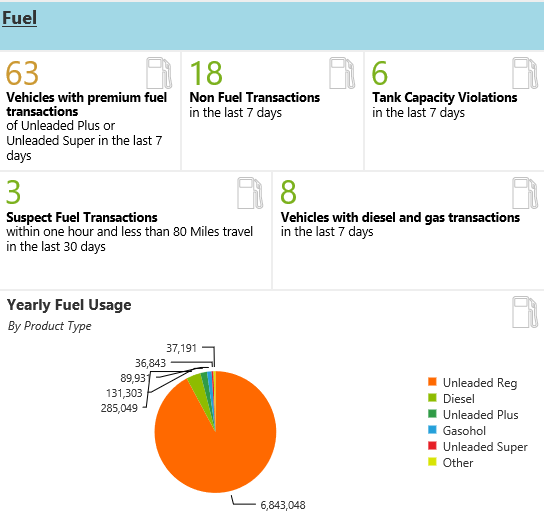 Fuel
63
Vehicles with premium fuel
transactions
of Unleaded Plus or
Unleaded Super in the last 7
days
18
Non Fuel Transactions
in the last 7 days
6
Tank Capacity Violations
in the last 7 days
3
Suspect Fuel Transactions
within one hour and less than 80 Miles travel
in the last 30 days
8
Vehicles with diesel and gas transactions
in the last 7 days
Yearly Fuel Usage
By Product Type
37,191
36,843
89,931
131,303
285,049
6,843,048
Unleaded Reg
Diesel
Unleaded Plus
Gasohol
Unleaded Super
Other